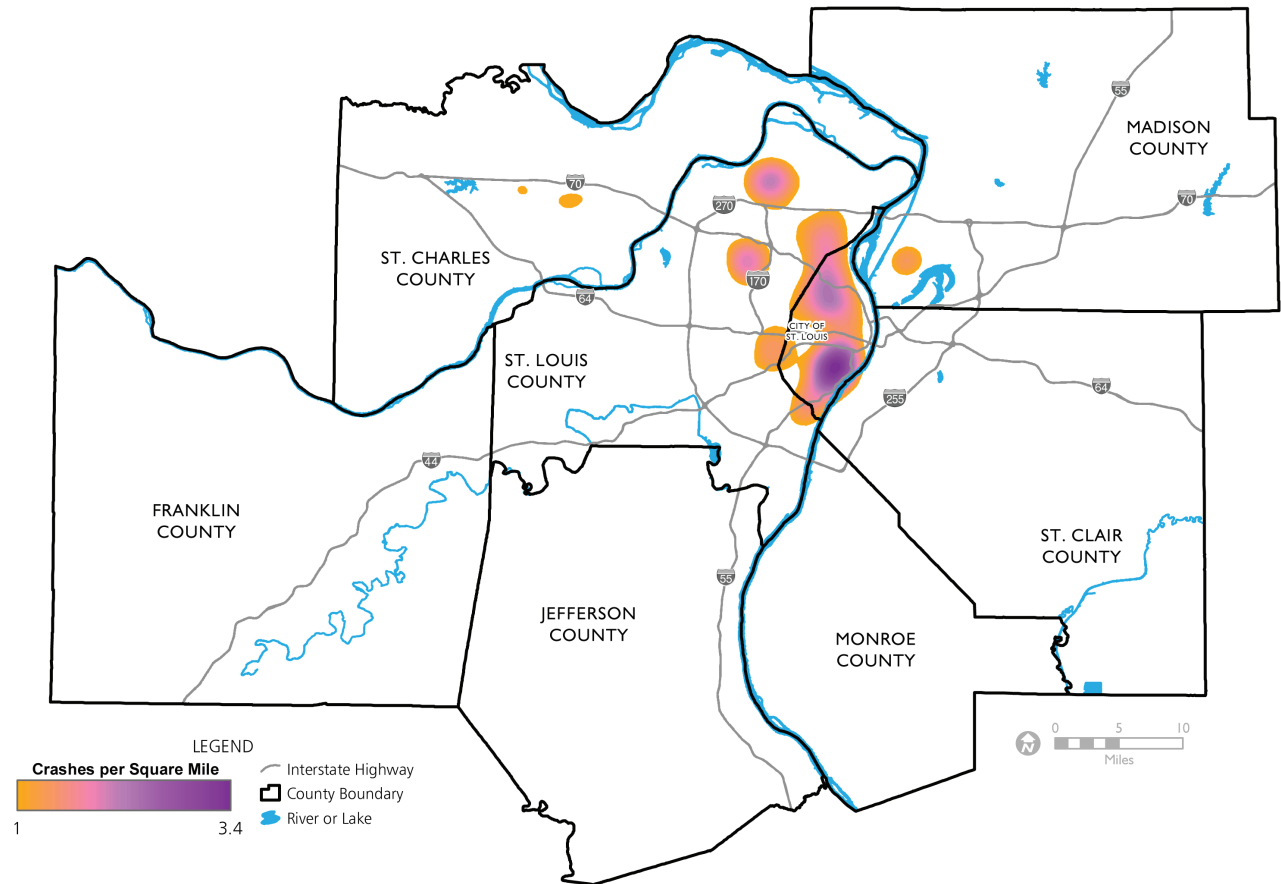 55
MADISON
COUNTY
70
70
270
ST. CHARLES
COUNTY
170
64
CITY OF
ST. LOUIS
ST. LOUIS
COUNTY
64
255
44
FRANKLIN
COUNTY
ST. CLAIR
COUNTY
55
JEFFERSON
COUNTY
MONROE
COUNTY
N
0 5 10
Miles
LEGEND
Crashes per Square Mile
1 3.4
Interstate Highway
County Boundary
River or Lake